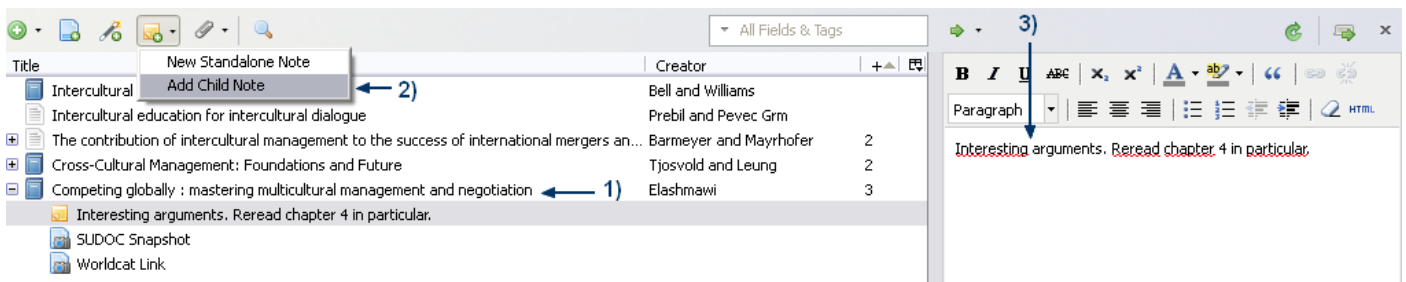 All Fields & Tags
3)
New Standalone Note
Add Child Note
2)
Title
Creator
Intercultural
Bell and Williams
Intercultural education for intercultural dialogue
Prebil and Pevec Grm
The contribution of intercultural management to the success of international mergers an... Barmeyer and Mayrhofer 2
Cross-Cultural Management: Foundations and Future
Tjosvold and Leung 2
Competing globally : mastering multicultural management and negotiation
1)
Elashmawi 3
Interesting arguments. Reread chapter 4 in particular.
SUDOC Snapshot
Worldcat Link
B I U ABC x₂ x² A ab HTML
Paragraph
Interesting arguments. Reread chapter 4 in particular.